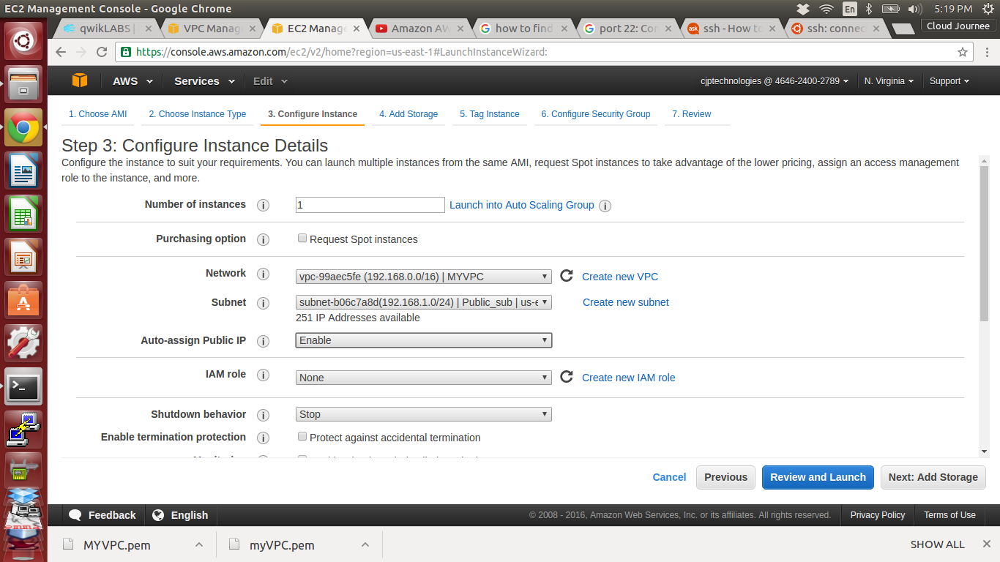 EC2 Management Console - Google Chrome
En
5:19 PM
qwikLABS |
VPC Manag
EC2 Manag
Amazon AW
how to find
port 22: Con
ask
ssh - How to
ssh: connec
Cloud Journee
https://console.aws.amazon.com/ec2/v2/home?region=us-east-1#LaunchInstanceWizard:
AWS
Services
Edit
cjptechnologies @ 4646-2400-2789
N. Virginia
Support
1. Choose AMI
2. Choose Instance Type
3. Configure Instance
4. Add Storage
5. Tag Instance
6. Configure Security Group
7. Review
Step 3: Configure Instance Details
Configure the instance to suit your requirements. You can launch multiple instances from the same AMI, request Spot instances to take advantage of the lower pricing, assign an access management
role to the instance, and more.
Number of instances
1
Launch into Auto Scaling Group
Purchasing option
Request Spot instances
Network
vpc-99aec5fe (192.168.0.0/16) | MYVPC
Create new VPC
Subnet
subnet-b06c7a8d(192.168.1.0/24) | Public_sub | us-e
Create new subnet
251 IP Addresses available
Auto-assign Public IP
Enable
IAM role
None
Create new IAM role
Shutdown behavior
Stop
Enable termination protection
Protect against accidental termination
Cancel
Previous
Review and Launch
Next: Add Storage
Feedback
English
© 2008 - 2016, Amazon Web Services, Inc. or its affiliates. All rights reserved.
Privacy Policy
Terms of Use
MYVPC.pem
myVPC.pem
SHOW ALL